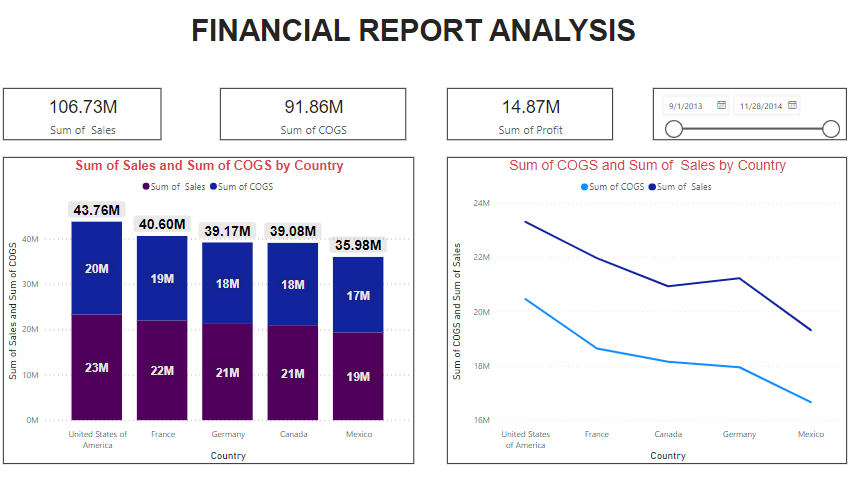 FINANCIAL REPORT ANALYSIS
106.73M
Sum of Sales
91.86M
Sum of COGS
14.87M
Sum of Profit
9/1/2013
11/28/2014
Sum of Sales and Sum of COGS by Country
Sum of Sales Sum of COGS
Sum of Sales and Sum of COGS
40M
30M
20M
10M
0M
43.76M
40.60M
39.17M
39.08M
35.98M
20M
19M
18M
18M
17M
23M
22M
21M
21M
19M
United States of
America
France
Germany
Canada
Mexico
Country
Sum of COGS and Sum of Sales by Country
Sum of COGS Sum of Sales
Sum of COGS and Sum of Sales
24M
22M
20M
18M
16M
United States
of America
France
Canada
Germany
Mexico
Country